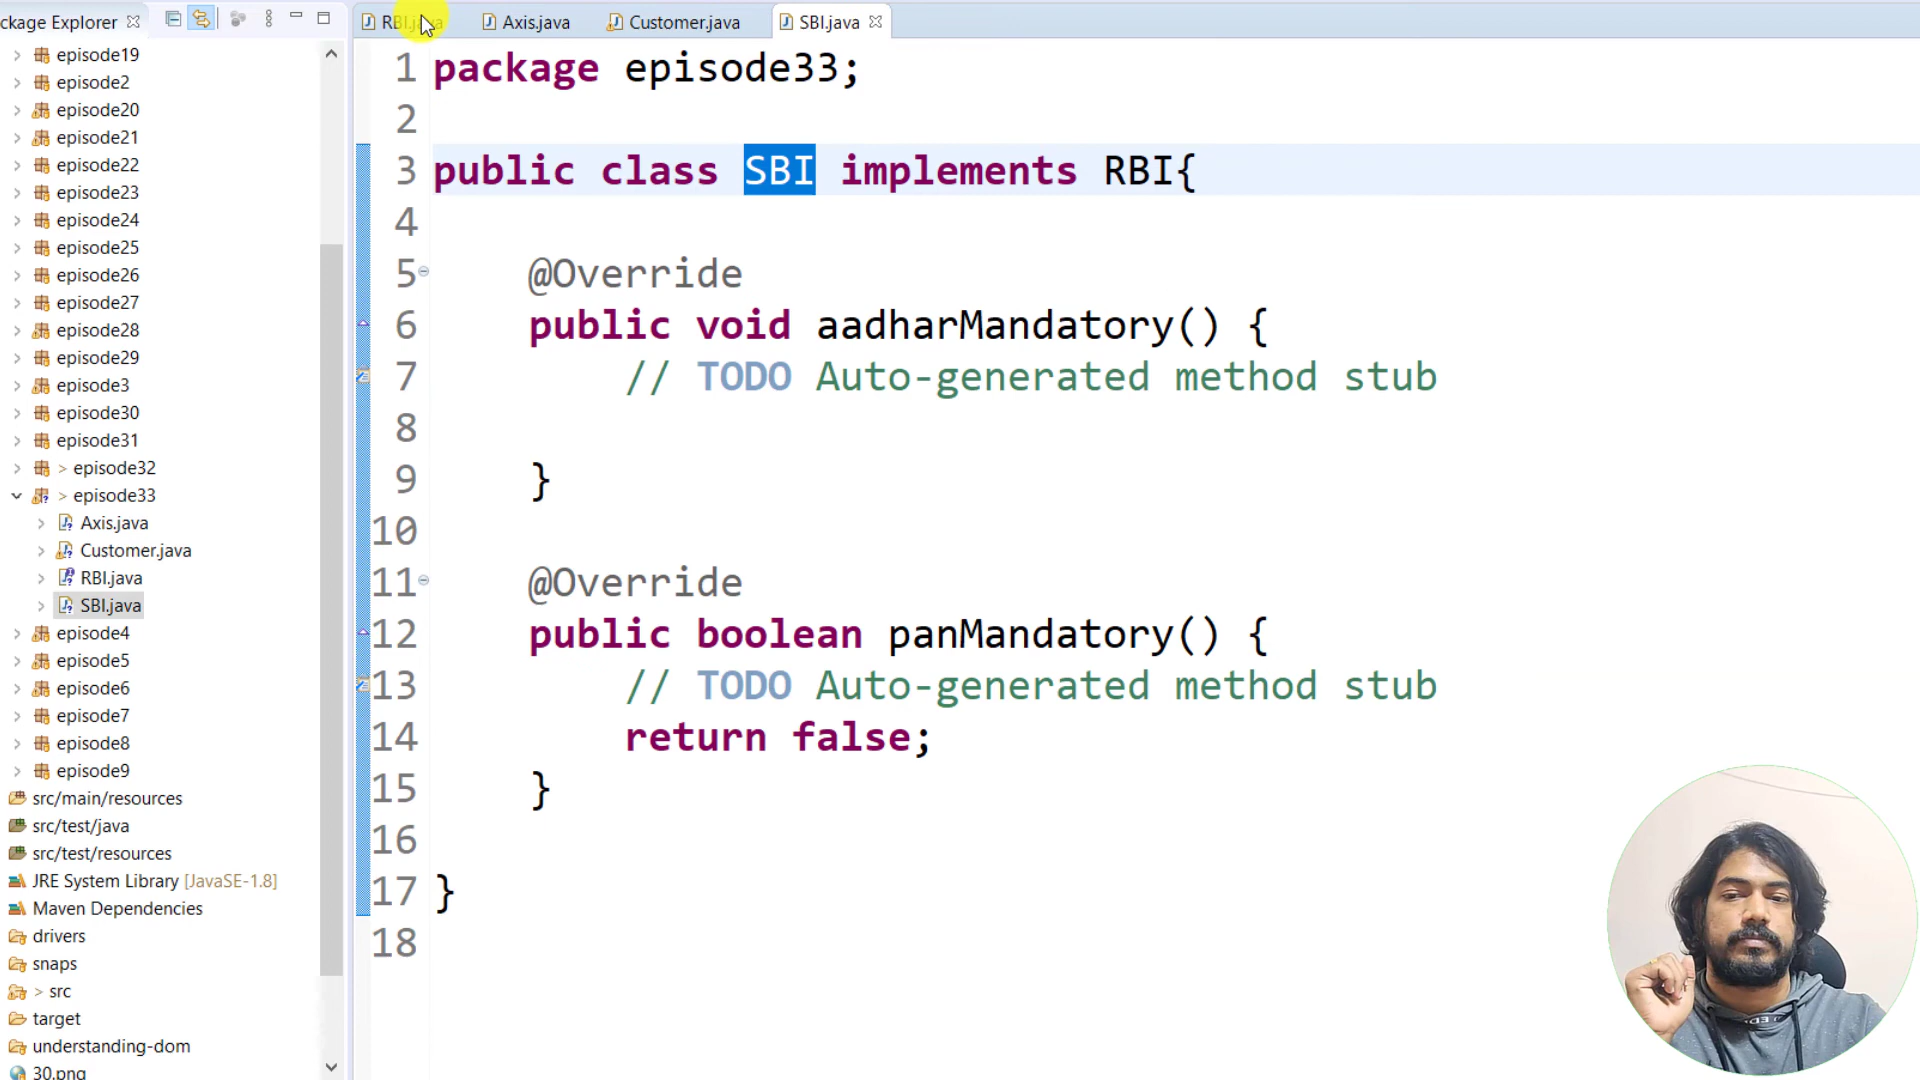 ckage Explorer
episode19
episode2
episode20
episode21
episode22
episode23
episode24
episode25
episode26
episode27
episode28
episode29
episode3
episode30
episode31
> episode32
> episode33
Axis.java
Customer.java
RBI.java
SBI.java
episode4
episode5
episode6
episode7
episode8
episode9
src/main/resources
src/test/java
src/test/resources
JRE System Library [JavaSE-1.8]
Maven Dependencies
drivers
snaps
> src
target
understanding-dom
30.png
RBI.java Axis.java Customer.java SBI.java
1 package episode33;
2
3 public class SBI implements RBI{
4
5 @Override
6 public void aadharMandatory() {
7 // TODO Auto-generated method stub
8
9 }
10
11 @Override
12 public boolean panMandatory() {
13 // TODO Auto-generated method stub
14 return false;
15 }
16
17 }
18